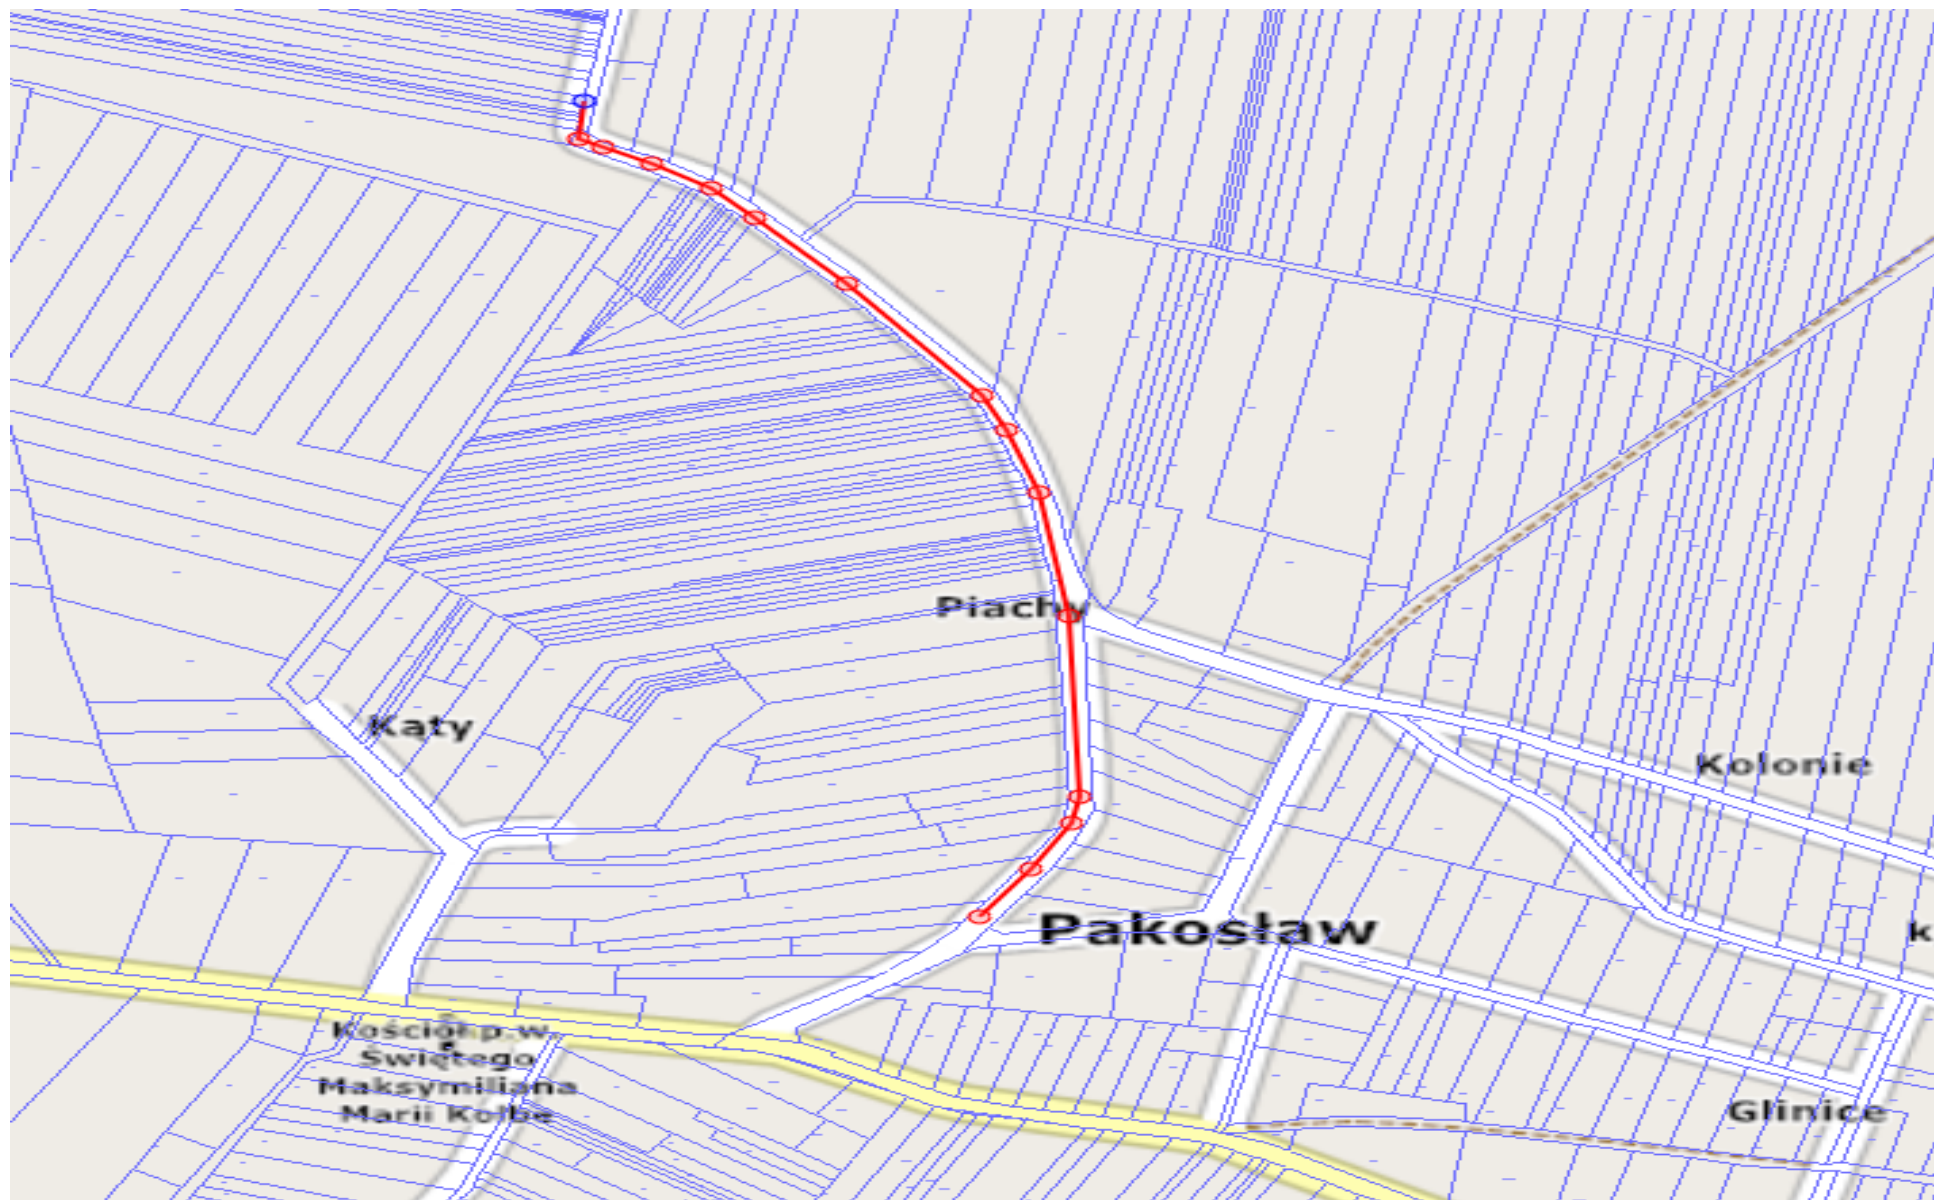 Piachy
Kąty
Kolonie
Pakosław
k
Kościół p.w.
Świętego
Maksymiliana
Marii Kolbe
Glinice